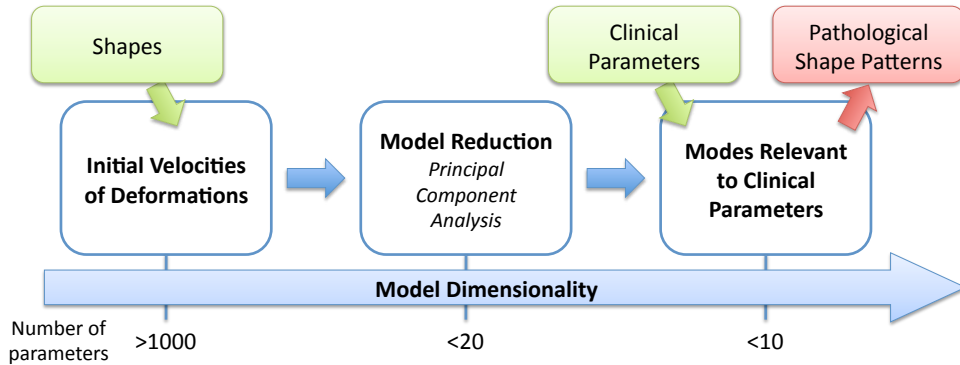 Shapes
Clinical
Parameters
Pathological
Shape Patterns
Initial Velocities
of Deformations
Model Reduction
Principal
Component
Analysis
Modes Relevant
to Clinical
Parameters
Model Dimensionality
Number of
parameters
>1000
<20
<10